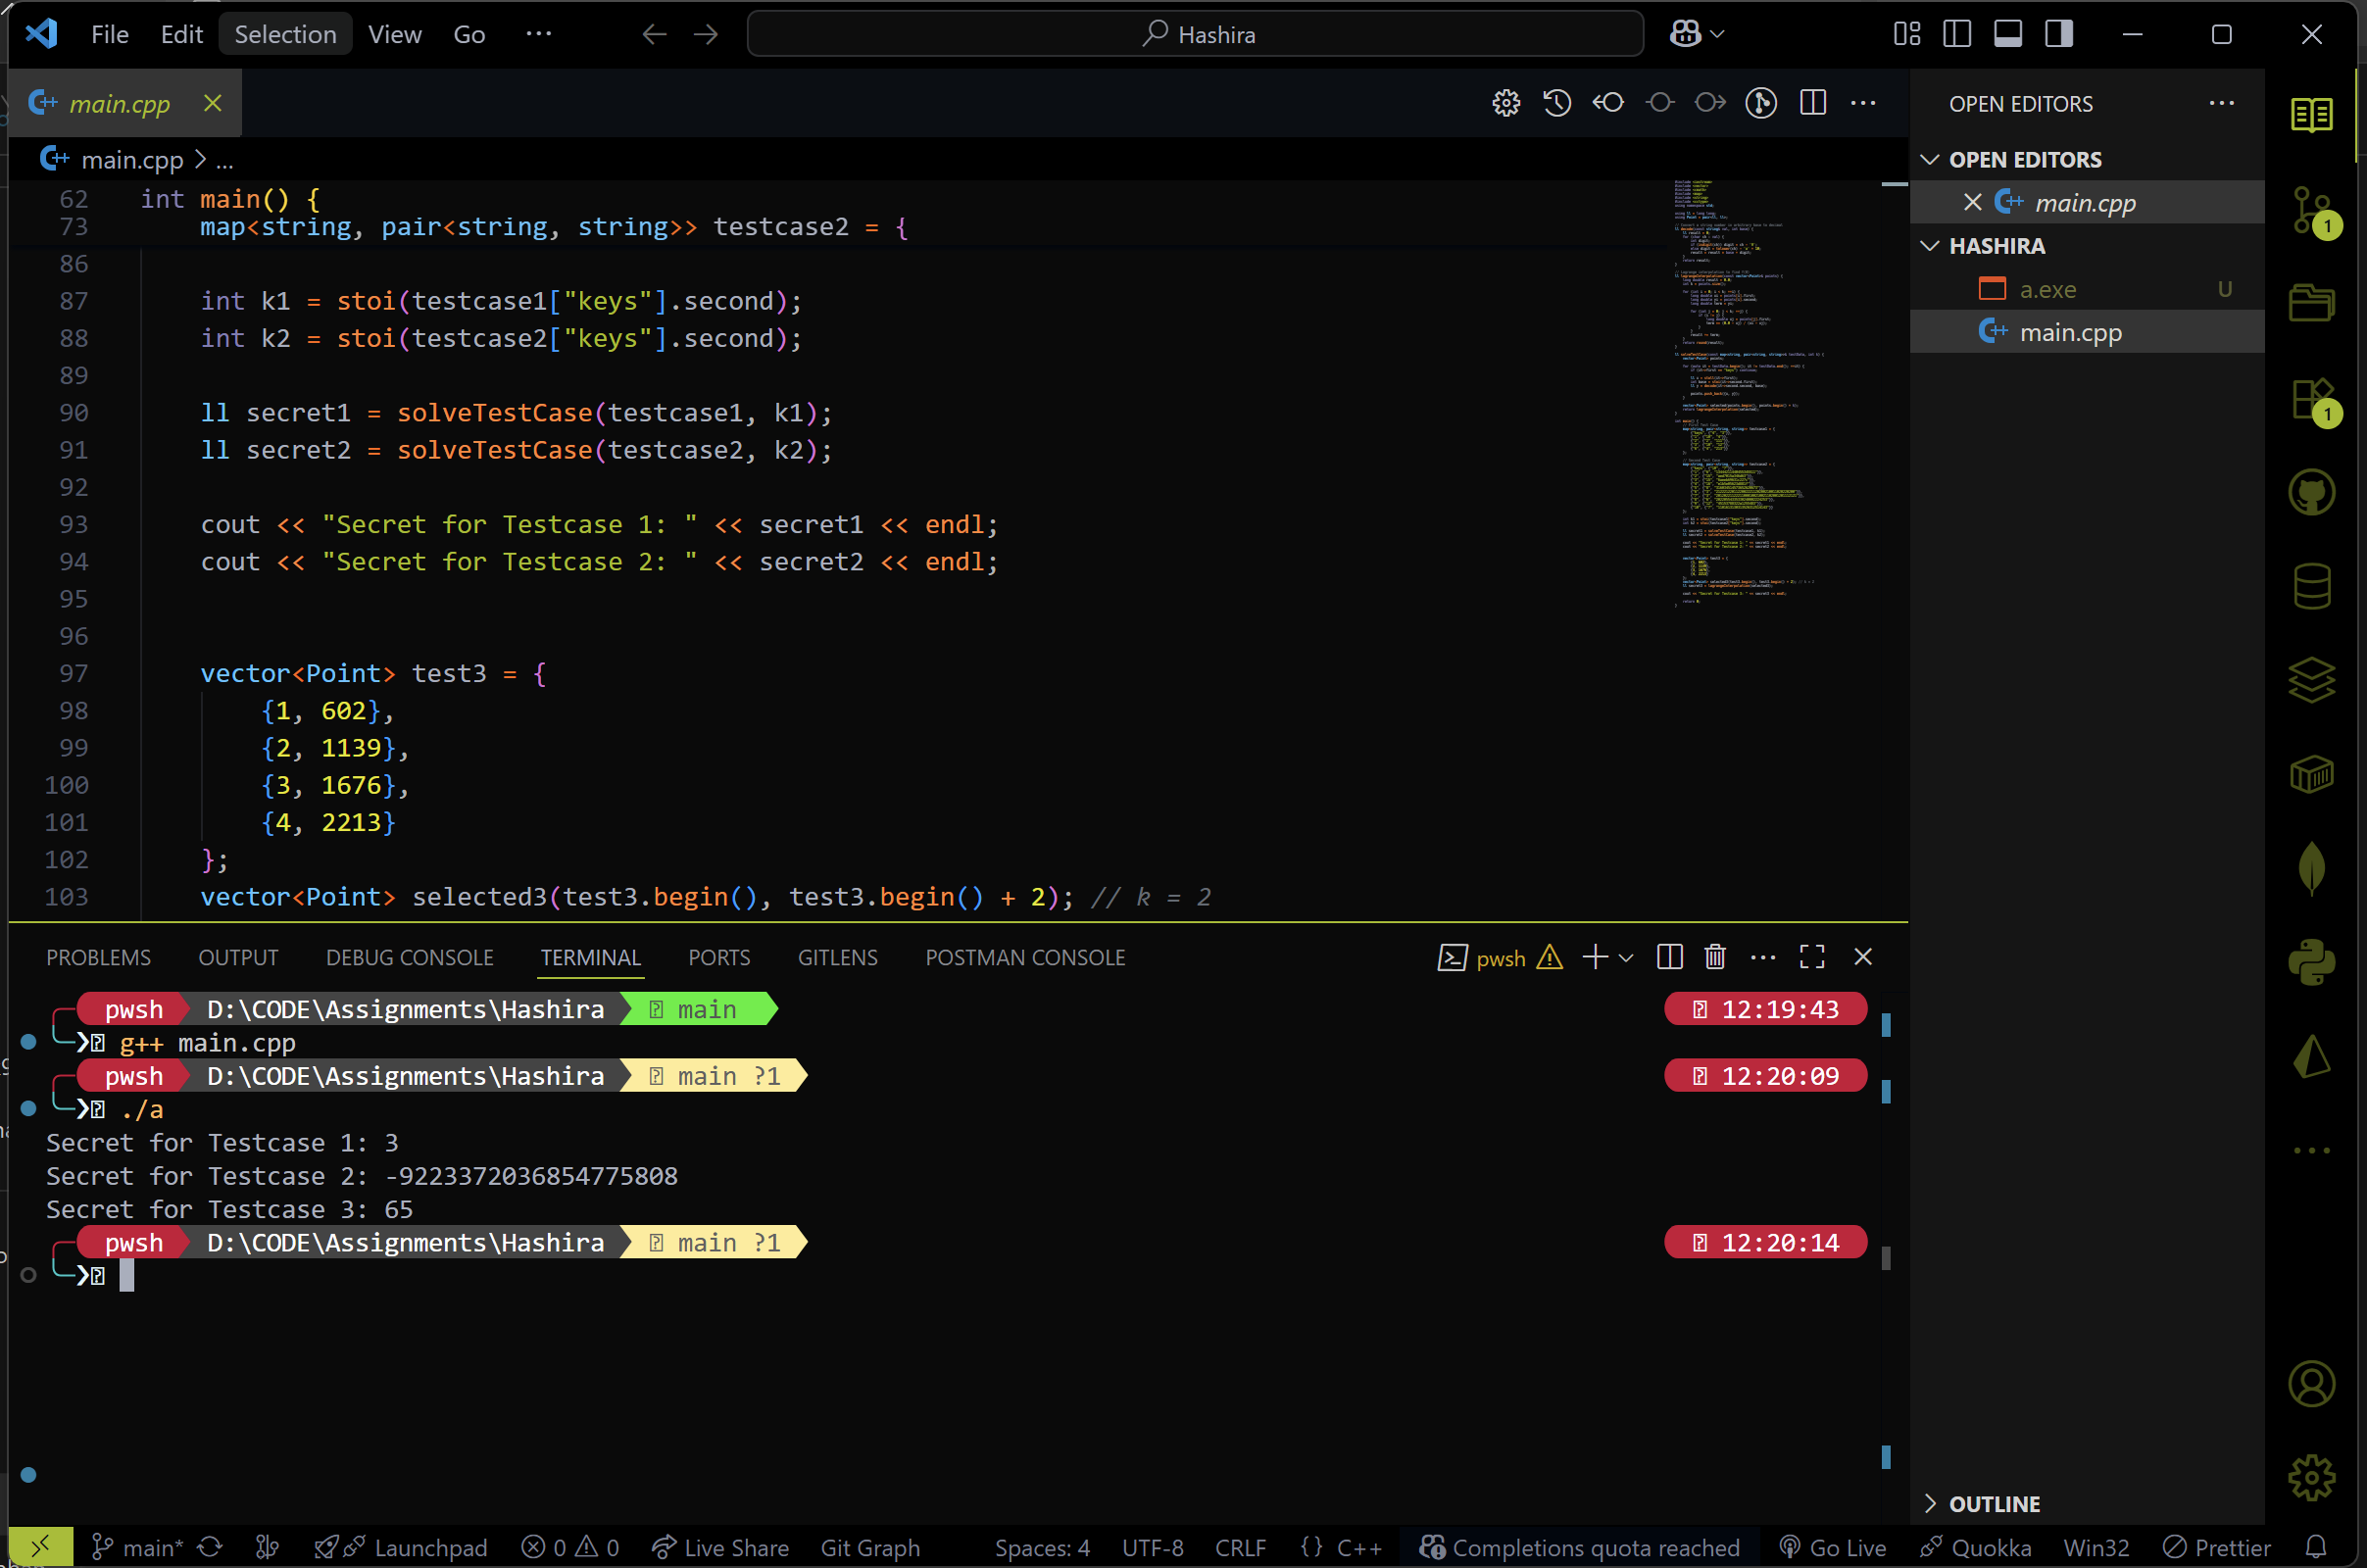 File Edit Selection View Go ··· Hashira
main.cpp
OPEN EDITORS
main.cpp > ...
62 int main() {
73 map<string, pair<string, string>> testcase2 = {
86
87 int k1 = stoi(testcase1["keys"].second);
88 int k2 = stoi(testcase2["keys"].second);
89
90 ll secret1 = solveTestCase(testcase1, k1);
91 ll secret2 = solveTestCase(testcase2, k2);
92
93 cout << "Secret for Testcase 1: " << secret1 << endl;
94 cout << "Secret for Testcase 2: " << secret2 << endl;
95
96
97 vector<Point> test3 = {
98 {1, 602},
99 {2, 1139},
100 {3, 1676},
101 {4, 2213}
102 };
103 vector<Point> selected3(test3.begin(), test3.begin() + 2); // k = 2
OPEN EDITORS
main.cpp
HASHIRA
a.exe U
main.cpp
OUTLINE
1
1
PROBLEMS OUTPUT DEBUG CONSOLE TERMINAL PORTS GITLENS POSTMAN CONSOLE pwsh
pwsh D:\CODE\Assignments\Hashira main 12:19:43
g++ main.cpp
pwsh D:\CODE\Assignments\Hashira main ?1 12:20:09
./a
Secret for Testcase 1: 3
Secret for Testcase 2: -9223372036854775808
Secret for Testcase 3: 65
pwsh D:\CODE\Assignments\Hashira main ?1 12:20:14
main* Launchpad 0 0 Live Share Git Graph Spaces: 4 UTF-8 CRLF {} C++ Completions quota reached Go Live Quokka Win32 Prettier